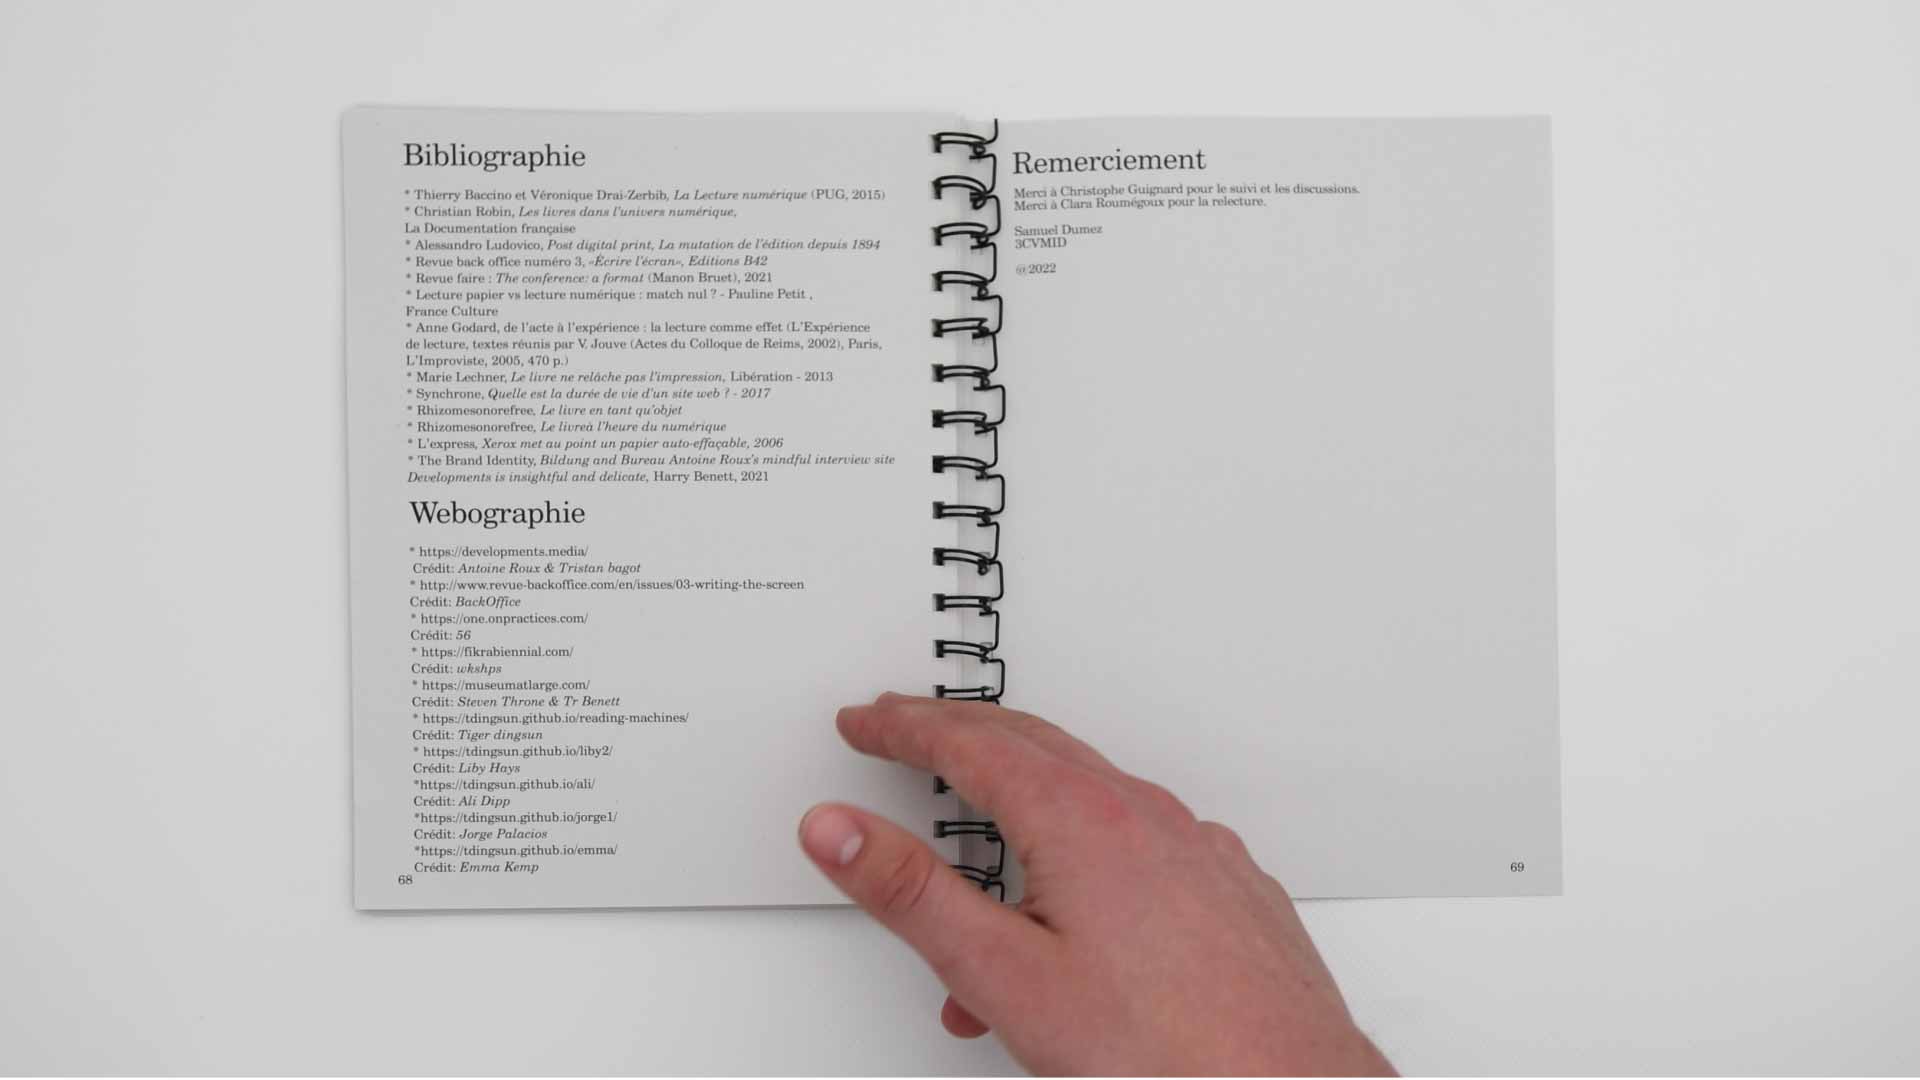 Bibliographie
* Thierry Baccino et Véronique Drai-Zerbib, La Lecture numérique (PUG, 2015)
* Christian Robin, Les livres dans l'univers numérique,
La Documentation française
* Alessandro Ludovico, Post digital print, La mutation de l'édition depuis 1894
* Revue back office numéro 3, «Écrire l'écran», Editions B42
* Revue faire : The conference: a format (Manon Bruet), 2021
* Lecture papier vs lecture numérique : match nul ? - Pauline Petit ,
France Culture
* Anne Godard, de l'acte à l'expérience : la lecture comme effet (L'Expérience
de lecture, textes réunis par V. Jouve (Actes du Colloque de Reims, 2002), Paris,
L'Improviste, 2005, 470 p.)
* Marie Lechner, Le livre ne relâche pas l'impression, Libération - 2013
* Synchrone, Quelle est la durée de vie d'un site web ? - 2017
* Rhizomesonorefree, Le livre en tant qu'objet
* Rhizomesonorefree, Le livreà l'heure du numérique
* L'express, Xerox met au point un papier auto-effaçable, 2006
* The Brand Identity, Bildung and Bureau Antoine Roux's mindful interview site
Developments is insightful and delicate, Harry Benett, 2021
Webographie
* https://developments.media/
Crédit: Antoine Roux & Tristan bagot
* http://www.revue-backoffice.com/en/issues/03-writing-the-screen
Crédit: BackOffice
* https://one.onpractices.com/
Crédit: 56
* https://fikrabiennial.com/
Crédit: wkshps
* https://museumatlarge.com/
Crédit: Steven Throne & Tr Benett
* https://tdingsun.github.io/reading-machines/
Crédit: Tiger dingsun
* https://tdingsun.github.io/liby2/
Crédit: Liby Hays
*https://tdingsun.github.io/ali/
Crédit: Ali Dipp
*https://tdingsun.github.io/jorge1/
Crédit: Jorge Palacios
*https://tdingsun.github.io/emma/
Crédit: Emma Kemp
68
Remerciement
Merci à Christophe Guignard pour le suivi et les discussions.
Merci à Clara Roumégoux pour la relecture.
Samuel Dumez
3CVMID
@2022
69